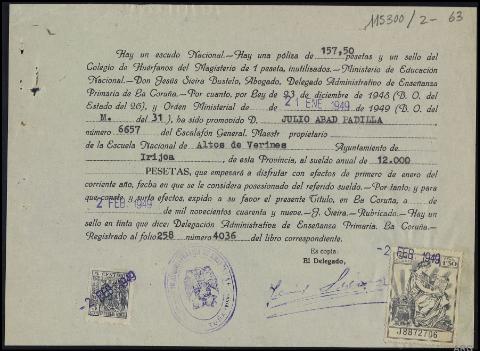 115300/2-63
Hay un escudo Nacional.—Hay una póliza de 157,50 pesetas y un sello del
Colegio de Huérfanos del Magisterio de 1 peseta, inutilisados.—Ministerio de Educación
Nacional.—Don Jesús Sieira Bustelo, Abogado, Delegado Administrativo de Enseñanza
Primaria de La Coruña.—Por cuanto, por Ley de 23 de diciembre de 1948 (B. O. del
Estado del 26), y Orden Ministerial de 21 ENE 1949 de 1949 (B. O. del
M. del 31), ha sido promovido D. JULIO ABAD PADILLA
número 6657 del Escalafón General. Maestr propietario
de la Escuela Nacional de Altos de Verines Ayuntamiento de
Irijoa, de esta Provincia, al sueldo anual de 12.000
PESETAS, que empesará a disfrutar con efectos de primero de enero del
corriente año, fecha en que se le considera posesionado del referido sueldo.—Por tanto; y para
que conste y surta efectos, expido a su favor el presente Título, en La Coruña, a de
2 FEB 1949 de mil novecientos cuarenta y nueve.—J. Sieira.—Rubricado.—Hay un
sello en tinta que dice: Delegación Administrativa de Enseñanza Primaria. La Coruña.—
Registrado al folio 258 número 4036 del libro correspondiente.
Es copia:
El Delegado,
-2 FEB 1949
-2 FEB 1949
J8872706